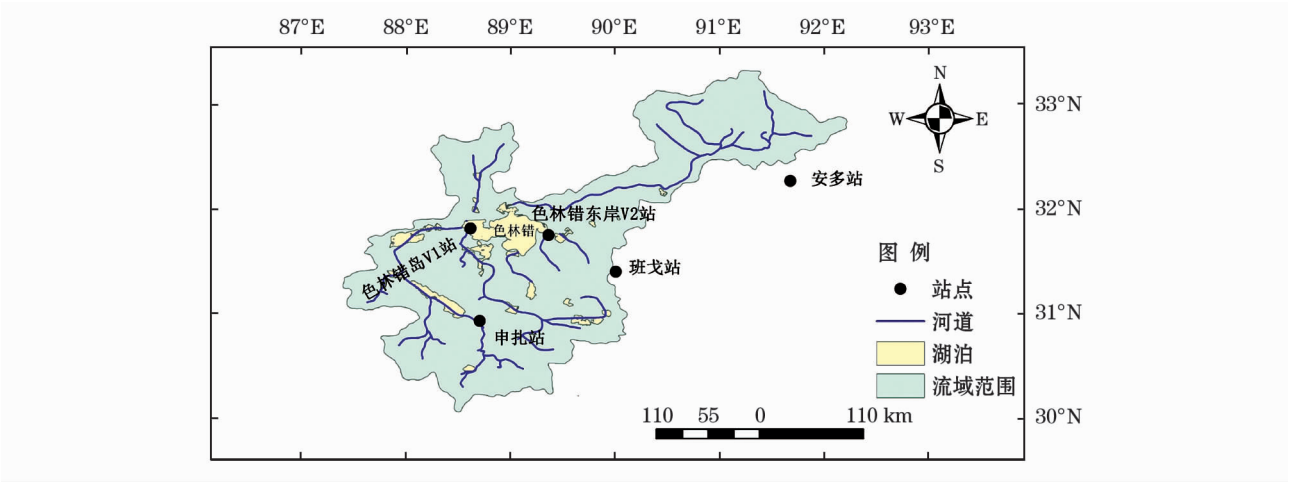 87°E 88°E 89°E 90°E 91°E 92°E 93°E
N
33°N
W E
S
安多站
32°N
色林错东岸V2站
色林错
色林错岛V1站
图 例
班戈站
站点
31°N
河道
申扎站
湖泊
流域范围
110 55 0 110 km
30°N